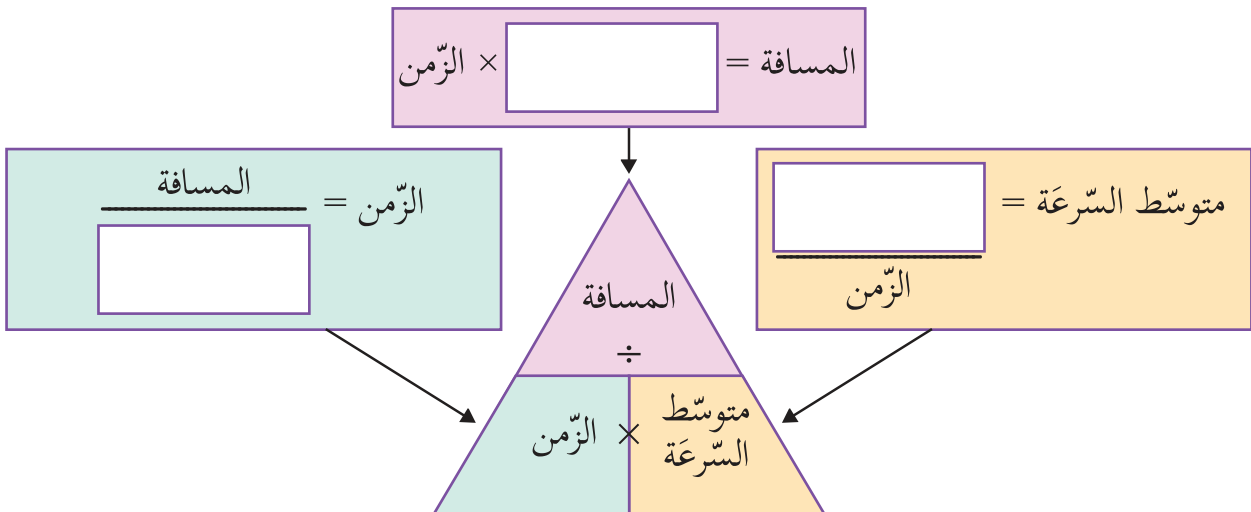 المسافة = × الزّمن
متوسّط السّرعَة =
الزّمن
الزّمن = المسافة
المسافة
÷
متوسّط
السّرعَة
×
الزّمن